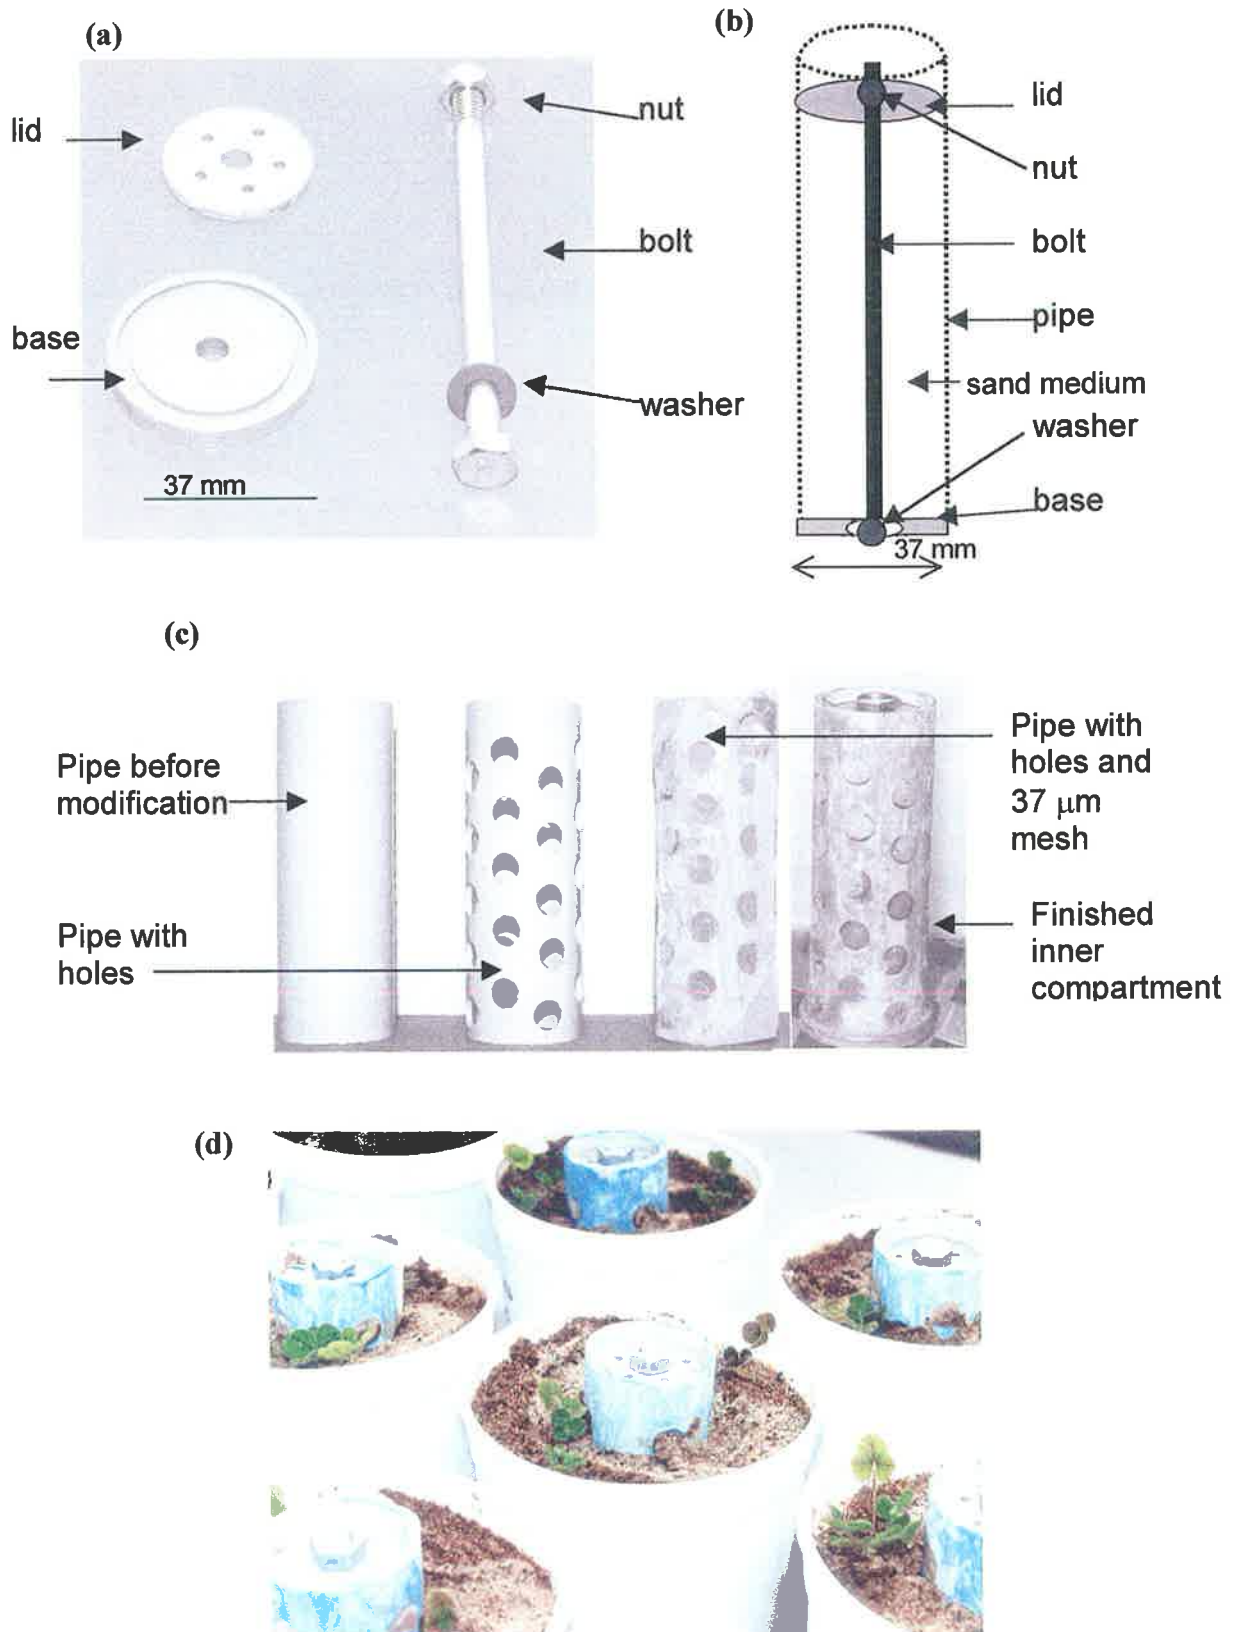 (a)
lid
nut
bolt
base
washer
37 mm
(b)
lid
nut
bolt
pipe
sand medium
washer
base
37 mm
(c)
Pipe before
modification
Pipe with
holes
Pipe with
holes and
37 μm
mesh
Finished
inner
compartment
(d)